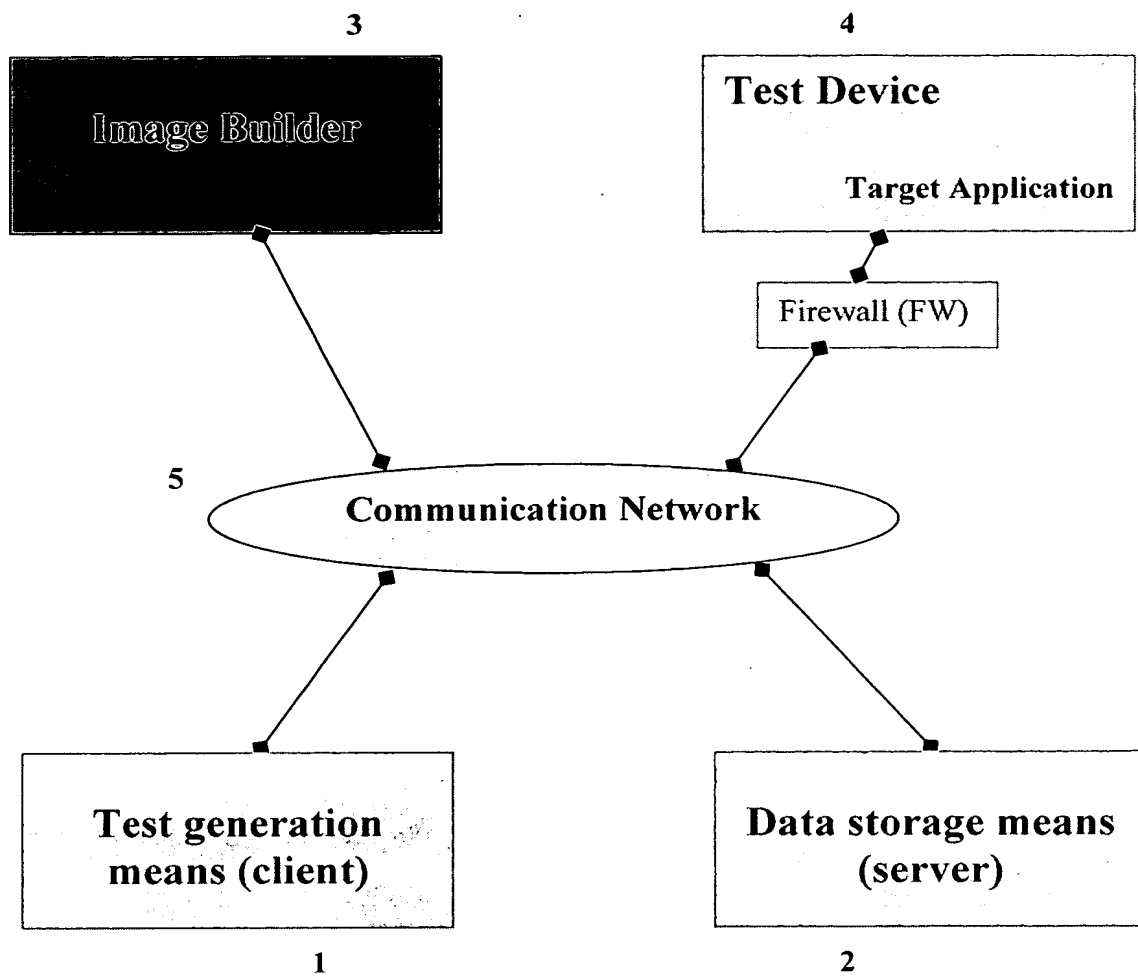 3
4
Image Builder
Test Device
Target Application
Firewall (FW)
5
Communication Network
Test generation
means (client)
Data storage means
(server)
1
2